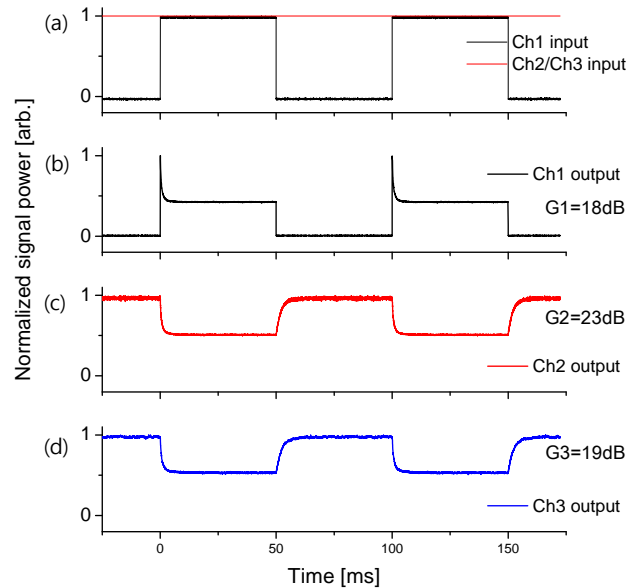 Normalized signal power [arb.]
(a)
1
0
Ch1 input
Ch2/Ch3 input
(b)
1
0
Ch1 output
G1=18dB
(c)
1
0
G2=23dB
Ch2 output
(d)
1
0
G3=19dB
Ch3 output
0 50 100 150
Time [ms]